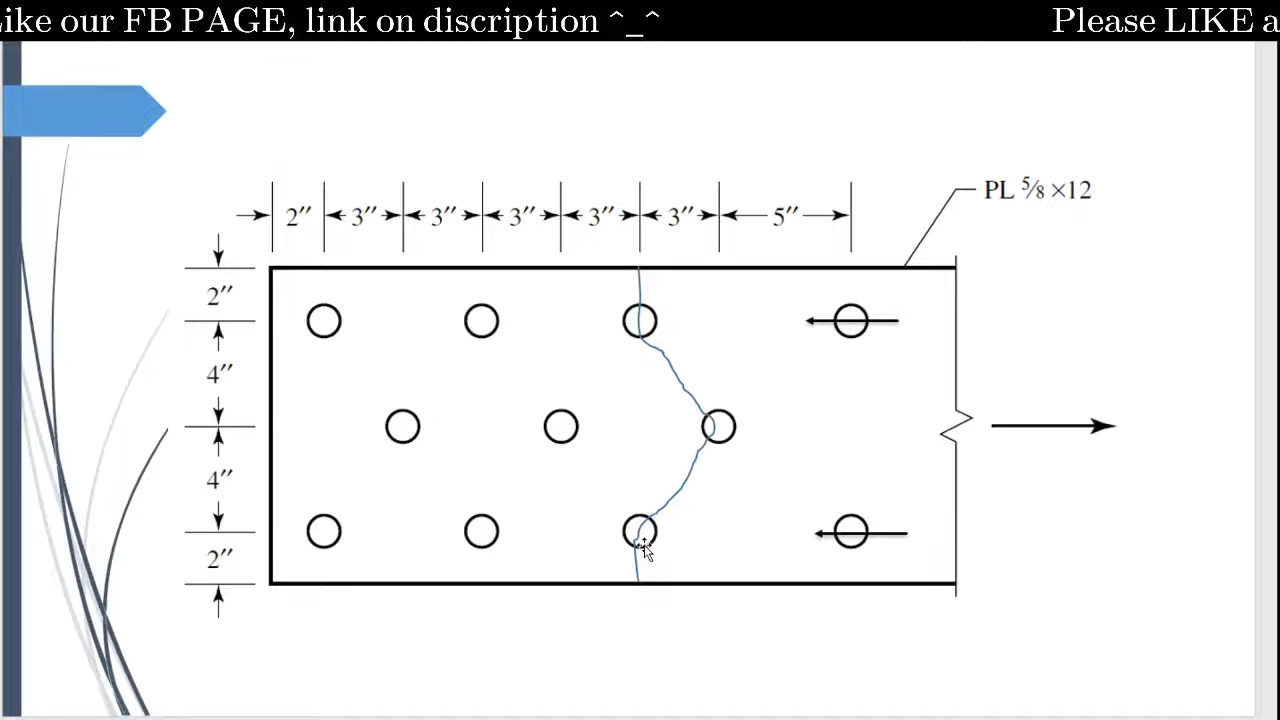 ike our FB PAGE, link on discription ^_^
Please LIKE a
PL 5/8 ×12
2″ 3″ 3″ 3″ 3″ 3″ 5″
2″
4″
4″
2″